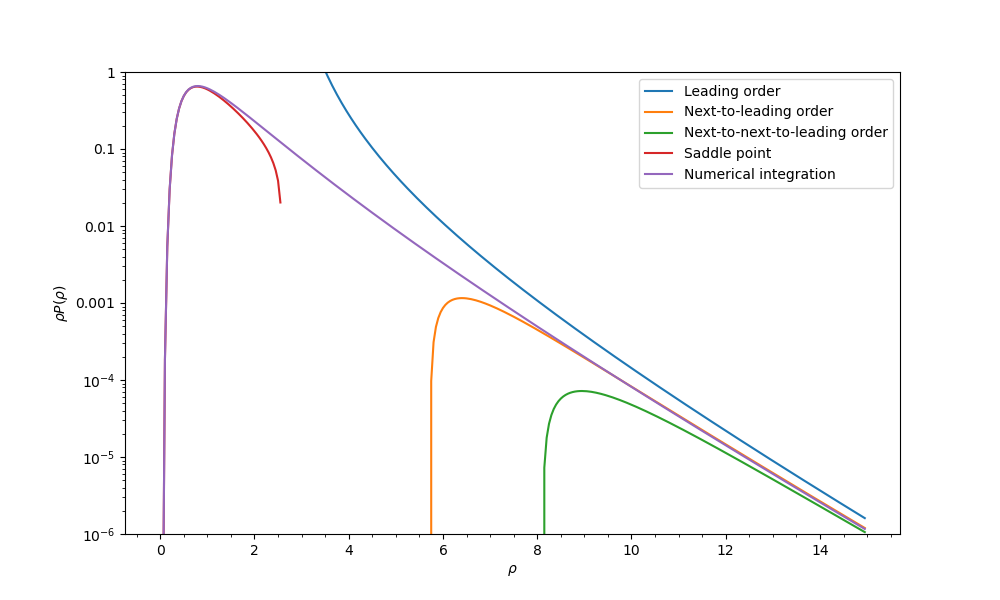 1
0.1
0.01
0.001
10⁻⁴
10⁻⁵
10⁻⁶
ρP(ρ)
Leading order
Next-to-leading order
Next-to-next-to-leading order
Saddle point
Numerical integration
0 2 4 6 8 10 12 14
ρ